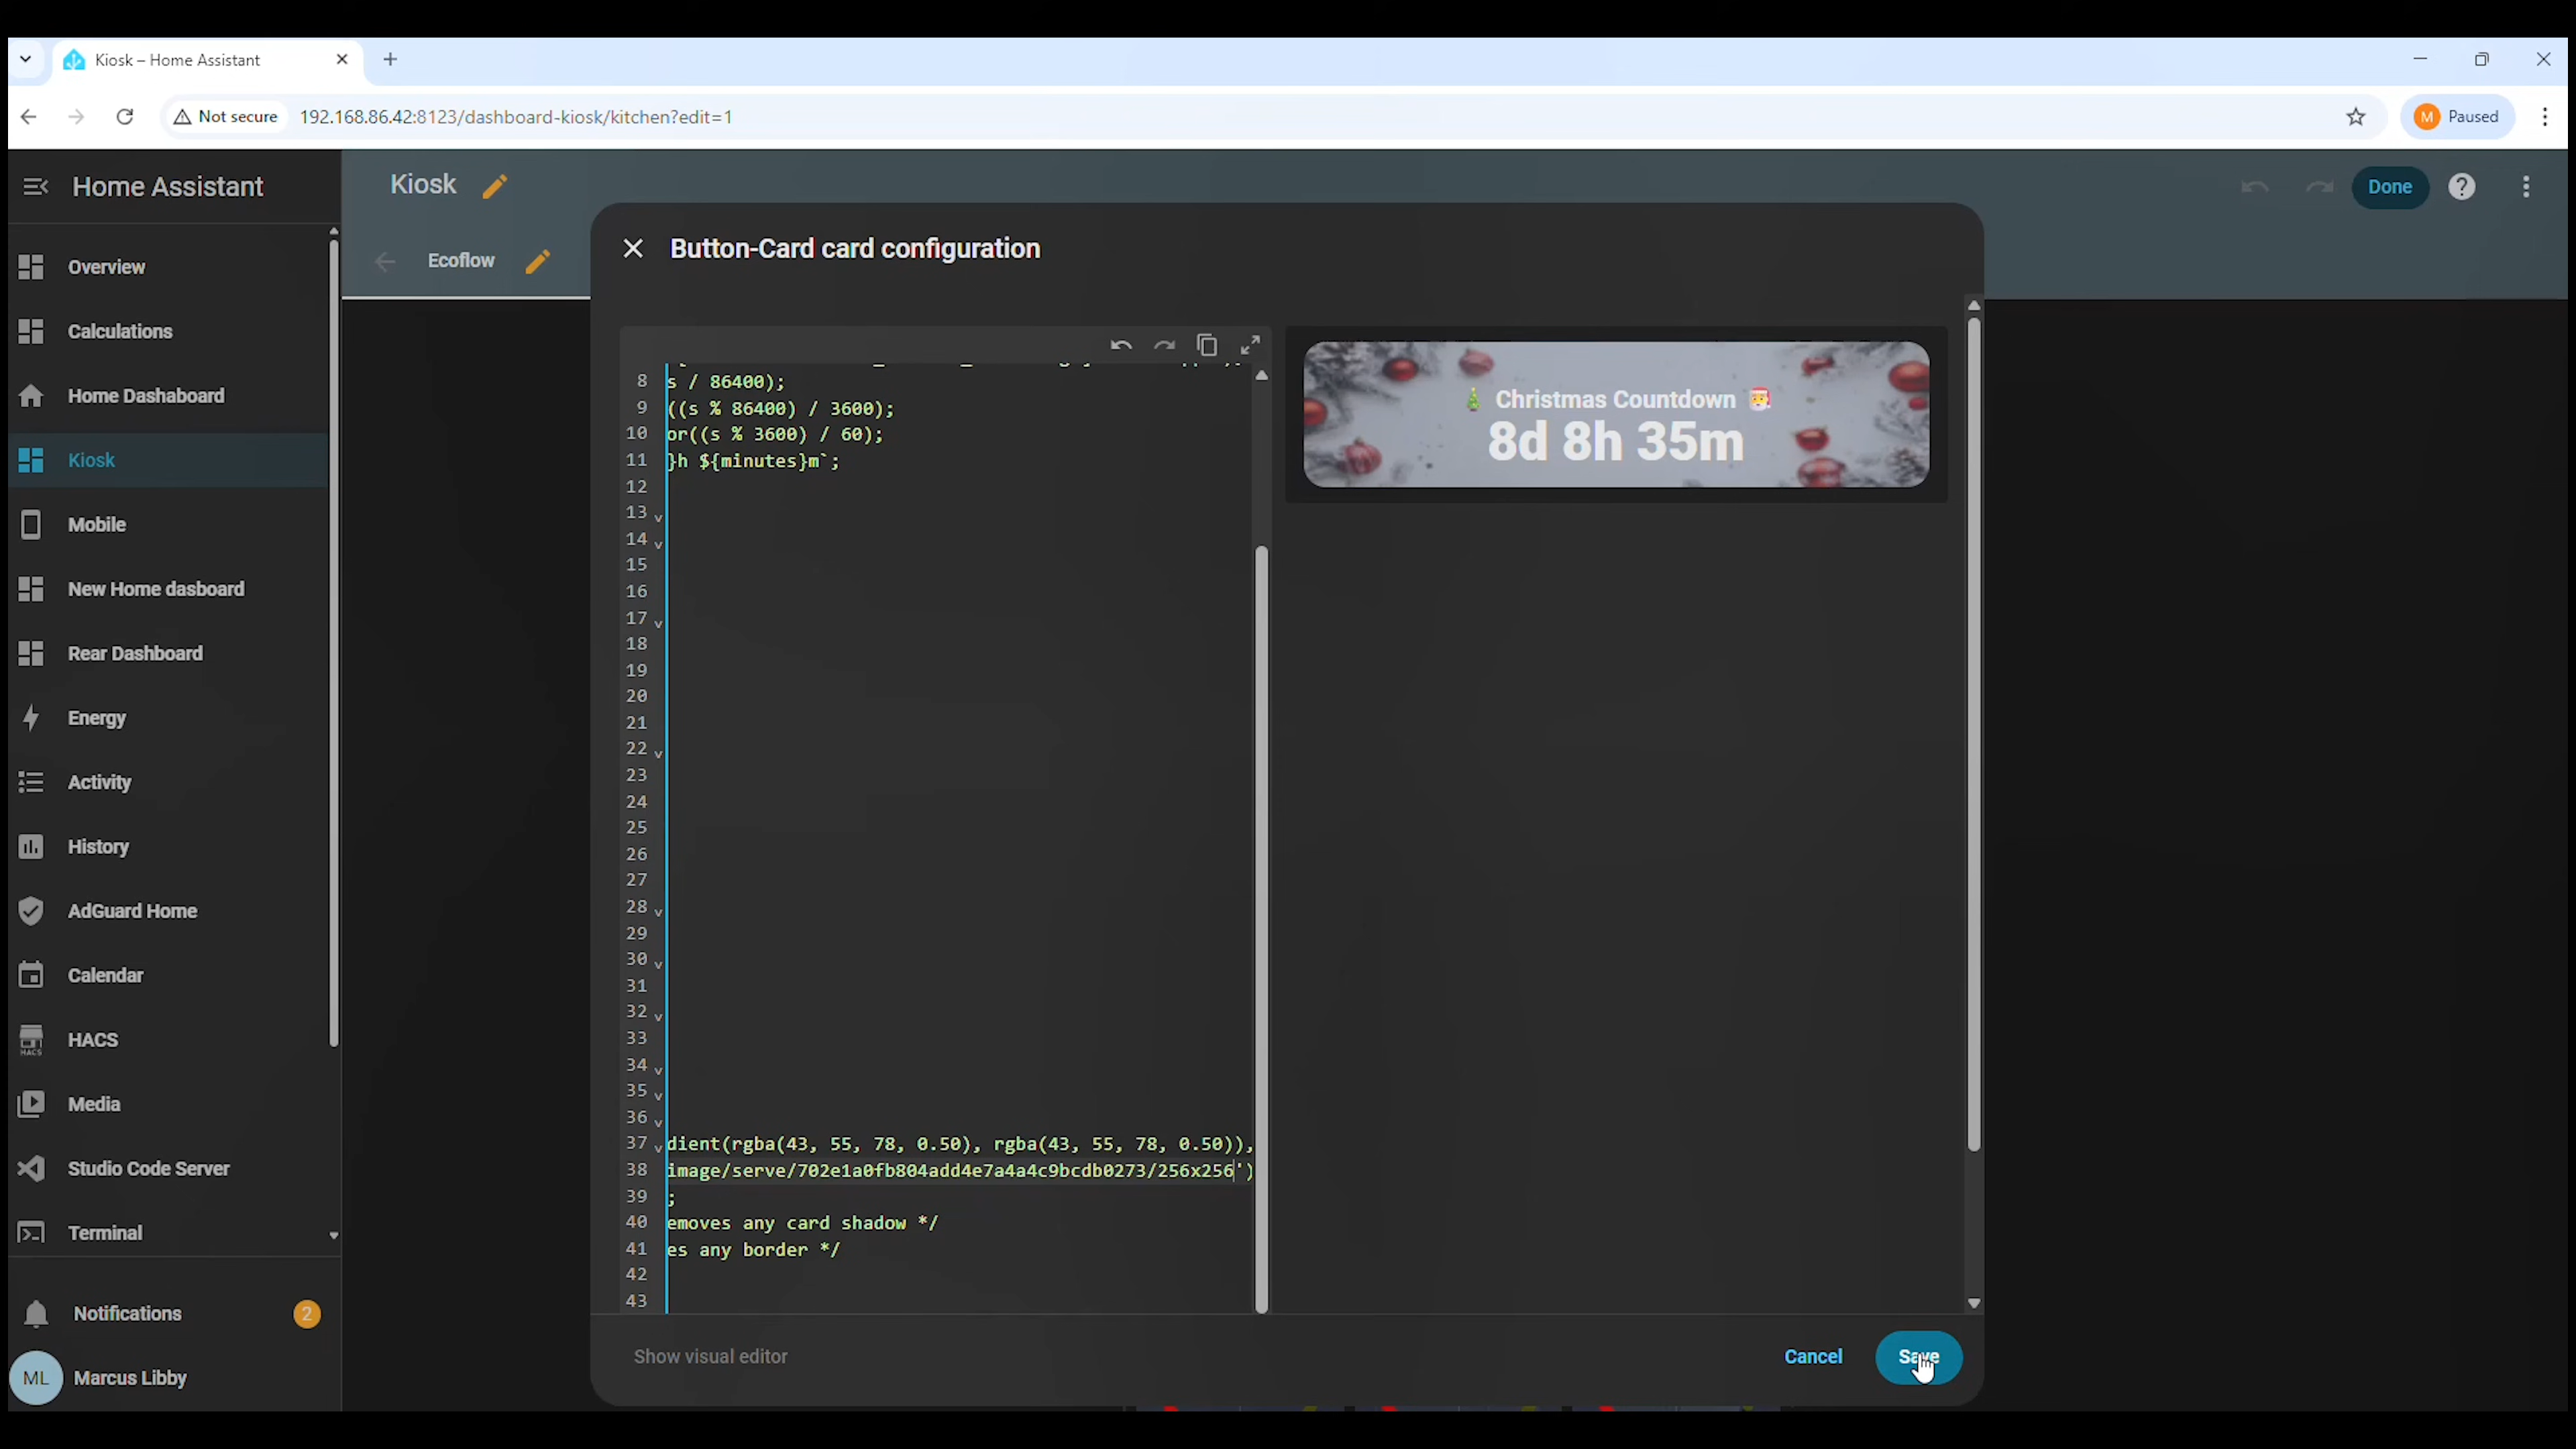 Kiosk – Home Assistant
Not secure
192.168.86.42:8123/dashboard-kiosk/kitchen?edit=1
M
Paused
Home Assistant
Kiosk
Done
Ecoflow
Overview
Calculations
Home Dashaboard
Kiosk
Mobile
New Home dasboard
Rear Dashboard
Energy
Activity
History
AdGuard Home
Calendar
HACS
HACS
Media
Studio Code Server
Terminal
Notifications
2
ML
Marcus Libby
Button-Card card configuration
8 s / 86400);
9 ((s % 86400) / 3600);
10 or((s % 3600) / 60);
11 }h ${minutes}m`;
12
13
14
15
16
17
18
19
20
21
22
23
24
25
26
27
28
29
30
31
32
33
34
35
36
37 dient(rgba(43, 55, 78, 0.50), rgba(43, 55, 78, 0.50)),
38 image/serve/702e1a0fb804add4e7a4a4c9bcdb0273/256x256')
39 ;
40 emoves any card shadow */
41 es any border */
42
43
🎄 Christmas Countdown 🎅
8d 8h 35m
Show visual editor
Cancel
Save